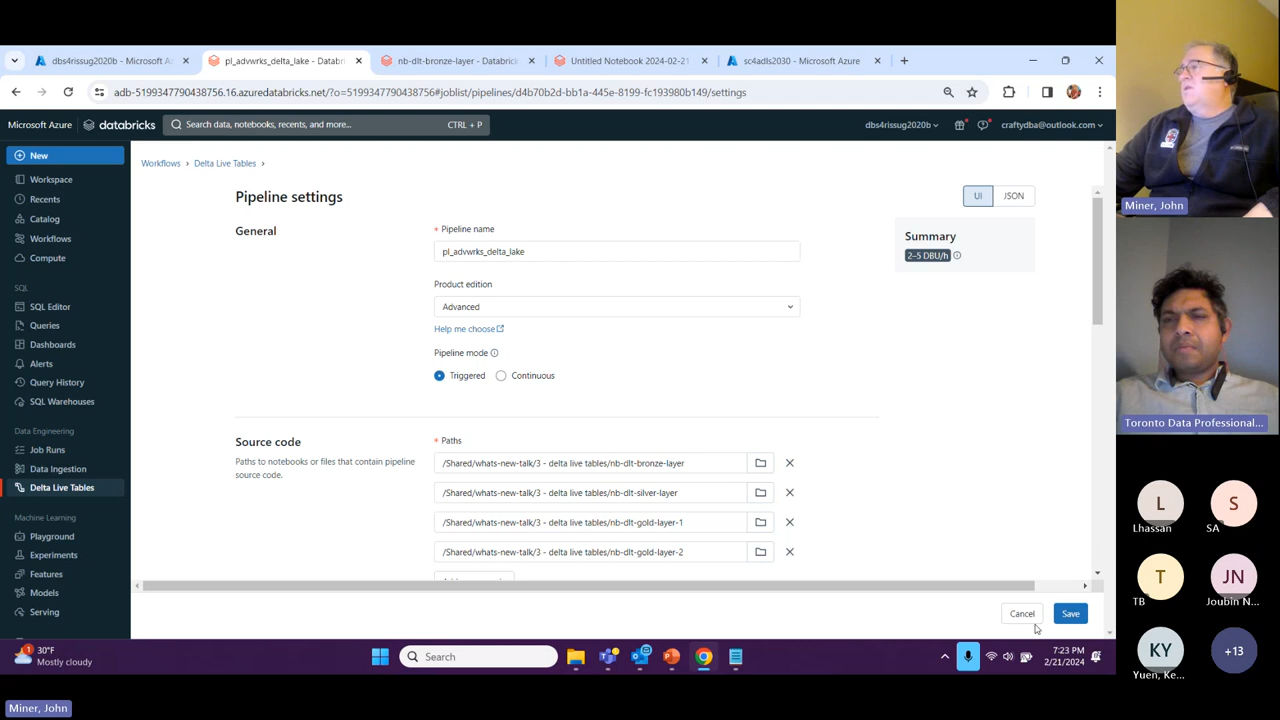 dbs4rissug2020b - Microsoft A
pl_advwrks_delta_lake - Databri
nb-dlt-bronze-layer - Databrick
Untitled Notebook 2024-02-21
sc4adls2030 - Microsoft Azure
adb-5199347790438756.16.azuredatabricks.net/?o=5199347790438756#joblist/pipelines/d4b70b2d-bb1a-445e-8199-fc193980b149/settings
Microsoft Azure
databricks
Search data, notebooks, recents, and more...
CTRL + P
dbs4rissug2020b
craftydba@outlook.com
New
Workspace
Recents
Catalog
Workflows
Compute
SQL
SQL Editor
Queries
Dashboards
Alerts
Query History
SQL Warehouses
Data Engineering
Job Runs
Data Ingestion
Delta Live Tables
Machine Learning
Playground
Experiments
Features
Models
Serving
Workflows › Delta Live Tables ›
Pipeline settings
UI
JSON
General
* Pipeline name
pl_advwrks_delta_lake
Product edition
Advanced
Help me choose
Pipeline mode
Triggered
Continuous
Summary
2–5 DBU/h
Source code
Paths to notebooks or files that contain pipeline
source code.
* Paths
/Shared/whats-new-talk/3 - delta live tables/nb-dlt-bronze-layer
/Shared/whats-new-talk/3 - delta live tables/nb-dlt-silver-layer
/Shared/whats-new-talk/3 - delta live tables/nb-dlt-gold-layer-1
/Shared/whats-new-talk/3 - delta live tables/nb-dlt-gold-layer-2
Cancel
Save
1
30°F
Mostly cloudy
Search
7:23 PM
2/21/2024
Miner, John
Miner, John
Toronto Data Professional...
L
Lhassan
S
SA
T
TB
JN
Joubin N...
KY
Yuen, Ke...
+13